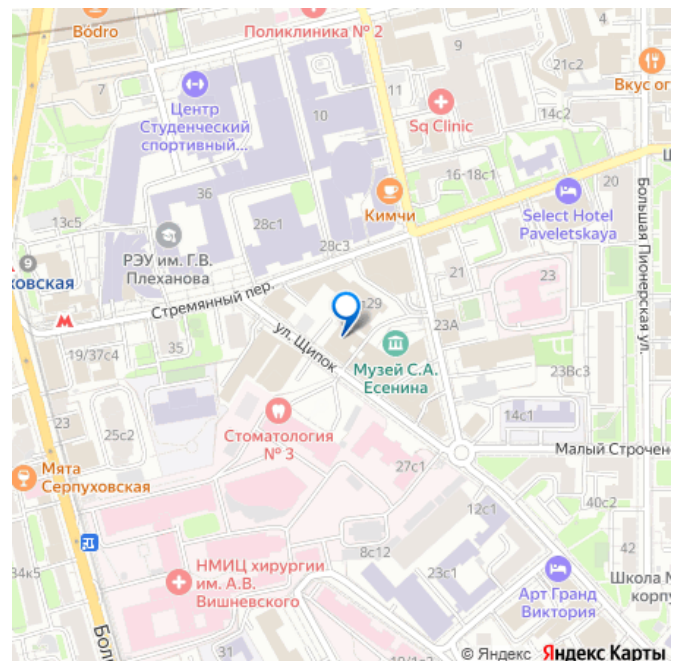 Bödro
Поликлиника № 2
9
21с2
7
Вкус ог
Центр
Студенческий
спортивный...
11
10
Sq Clinic
14с2
16-18с1
Ш
36
Кимчи
20
Select Hotel
Paveletskaya
13с5
28с1
РЭУ им. Г.В.
Плеханова
28с3
21
23
9
ховская
Стремянный пер.
29
23А
Большая Пионерская ул.
19/37с4
35
ул. Щипок
Музей С.А.
Есенина
23Вс3
23
25с2
Стоматология
№ 3
14с1
Малый Строчен
Мята
Серпуховская
27с1
12с1
40с2
8с12
42
34к5
НМИЦ хирургии
им. А.В.
Вишневского
23с1
Арт Гранд
Виктория
Школа №
корпу
31
Бол
© Яндекс Яндекс Карты